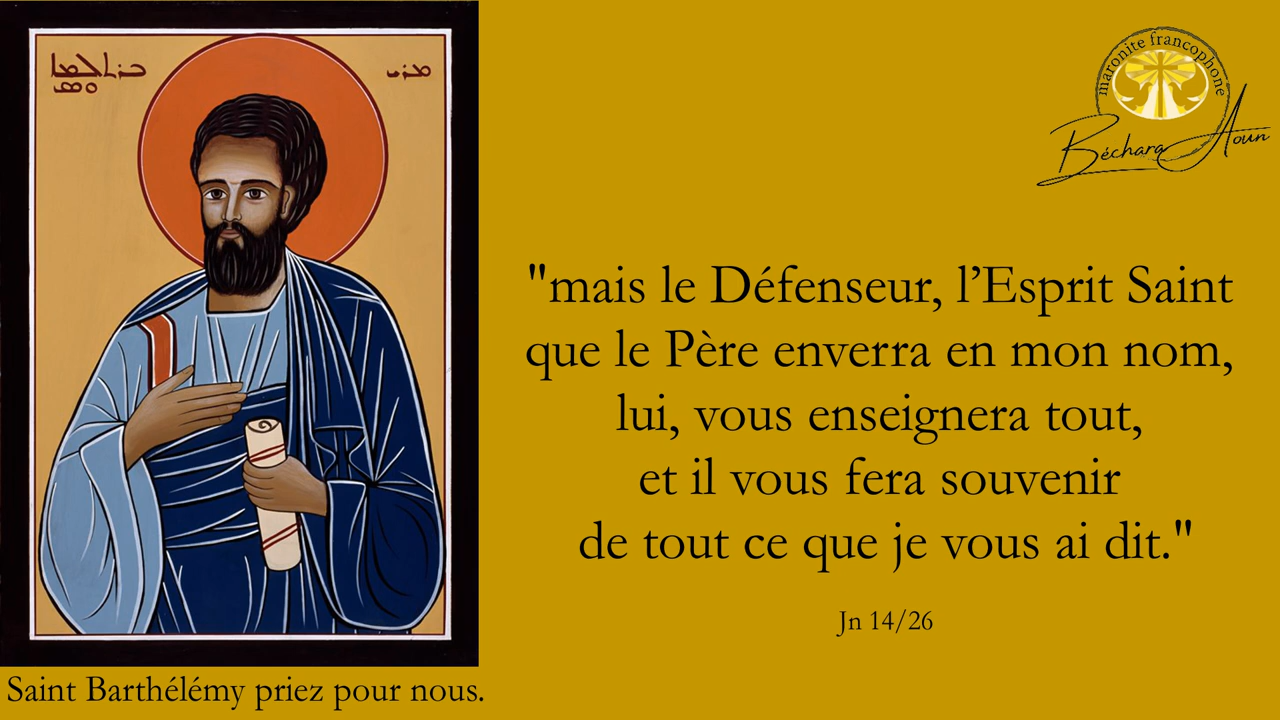 ܡܪܝ
maronite francophone
Béchara Aoun
"mais le Défenseur, l’Esprit Saint
que le Père enverra en mon nom,
lui, vous enseignera tout,
et il vous fera souvenir
de tout ce que je vous ai dit."
Jn 14/26
Saint Barthélémy priez pour nous.